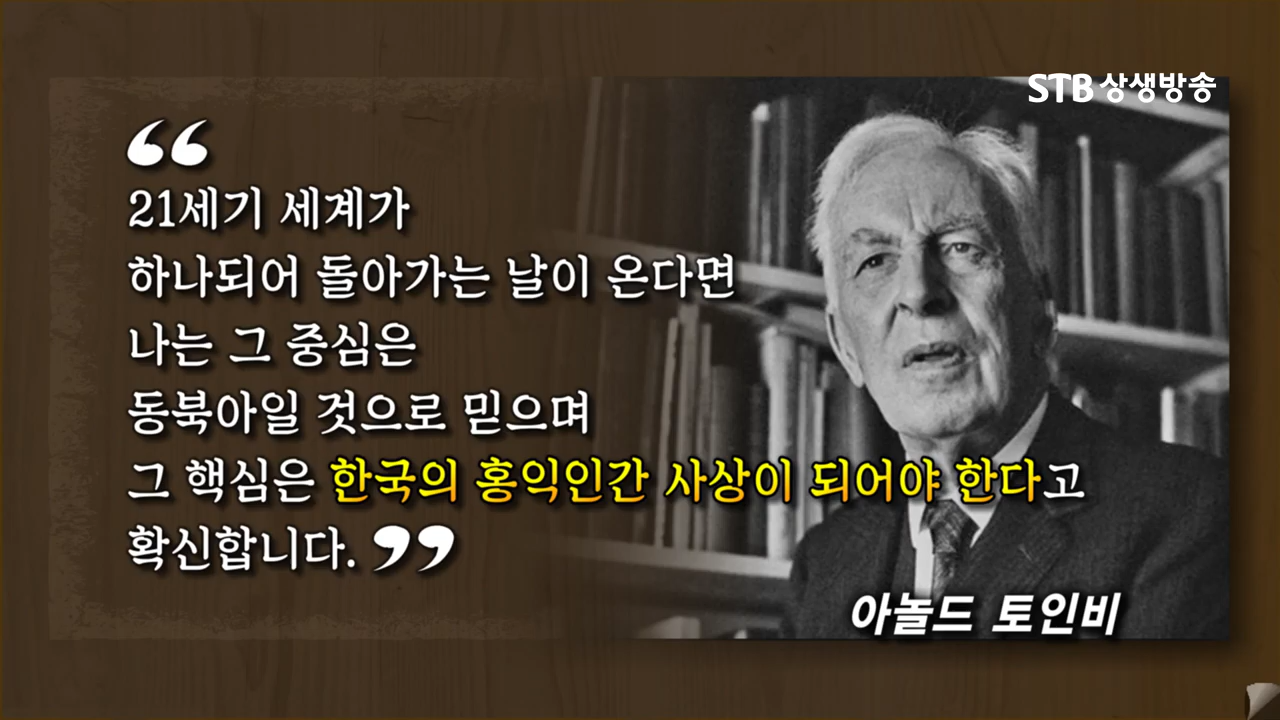 STB 상생방송
“
21세기 세계가
하나되어 돌아가는 날이 온다면
나는 그 중심은
동북아일 것으로 믿으며
그 핵심은 한국의 홍익인간 사상이 되어야 한다고
확신합니다. ”
아놀드 토인비